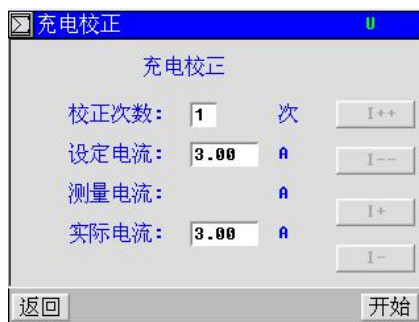 充电校正 U
充电校正
校正次数: 1 次 I++
设定电流: 3.00 A I--
测量电流: A
I+
实际电流: 3.00 A
I-
返回 开始